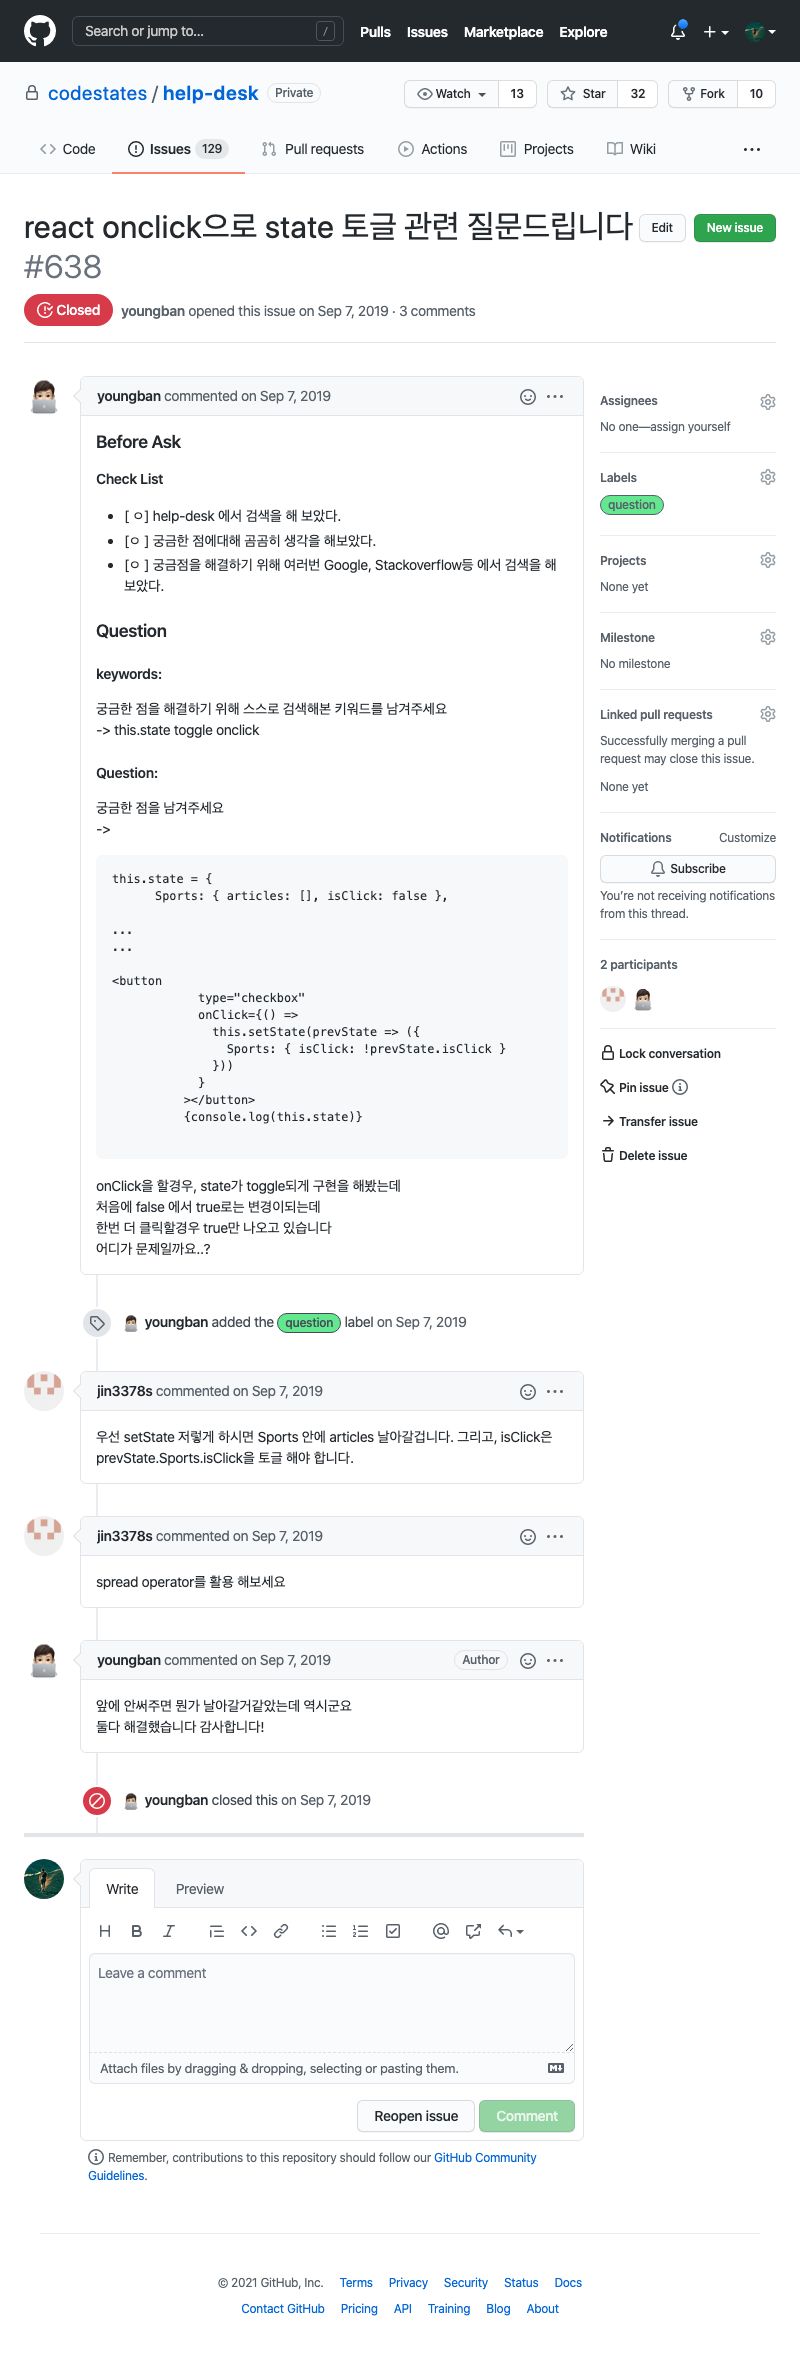 Search or jump to... /
Pulls Issues Marketplace Explore
codestates / help-desk Private
Watch 13 Star 32 Fork 10
Code Issues 129 Pull requests Actions Projects Wiki ...
react onclick으로 state 토글 관련 질문드립니다
#638
Edit New issue
Closed youngban opened this issue on Sep 7, 2019 · 3 comments
youngban commented on Sep 7, 2019
Before Ask
Check List
• [ ㅇ] help-desk 에서 검색을 해 보았다.
• [ㅇ ] 궁금한 점에대해 곰곰히 생각을 해보았다.
• [ㅇ ] 궁금점을 해결하기 위해 여러번 Google, Stackoverflow등 에서 검색을 해
보았다.
Question
keywords:
궁금한 점을 해결하기 위해 스스로 검색해본 키워드를 남겨주세요
-> this.state toggle onclick
Question:
궁금한 점을 남겨주세요
->
this.state = {
      Sports: { articles: [], isClick: false },
...
...
<button
            type="checkbox"
            onClick={() =>
              this.setState(prevState => ({
                Sports: { isClick: !prevState.isClick }
              }))
            }
          ></button>
          {console.log(this.state)}
onClick을 할경우, state가 toggle되게 구현을 해봤는데
처음에 false 에서 true로는 변경이되는데
한번 더 클릭할경우 true만 나오고 있습니다
어디가 문제일까요..?
youngban added the question label on Sep 7, 2019
jin3378s commented on Sep 7, 2019
우선 setState 저렇게 하시면 Sports 안에 articles 날아갈겁니다. 그리고, isClick은
prevState.Sports.isClick을 토글 해야 합니다.
jin3378s commented on Sep 7, 2019
spread operator를 활용 해보세요
youngban commented on Sep 7, 2019 Author
앞에 안써주면 뭔가 날아갈거같았는데 역시군요
둘다 해결했습니다 감사합니다!
youngban closed this on Sep 7, 2019
Write Preview
H B I
Leave a comment
Attach files by dragging & dropping, selecting or pasting them.
Reopen issue Comment
Remember, contributions to this repository should follow our GitHub Community
Guidelines.
Assignees
No one—assign yourself
Labels
question
Projects
None yet
Milestone
No milestone
Linked pull requests
Successfully merging a pull
request may close this issue.
None yet
Notifications Customize
Subscribe
You're not receiving notifications
from this thread.
2 participants
Lock conversation
Pin issue
Transfer issue
Delete issue
© 2021 GitHub, Inc. Terms Privacy Security Status Docs
Contact GitHub Pricing API Training Blog About